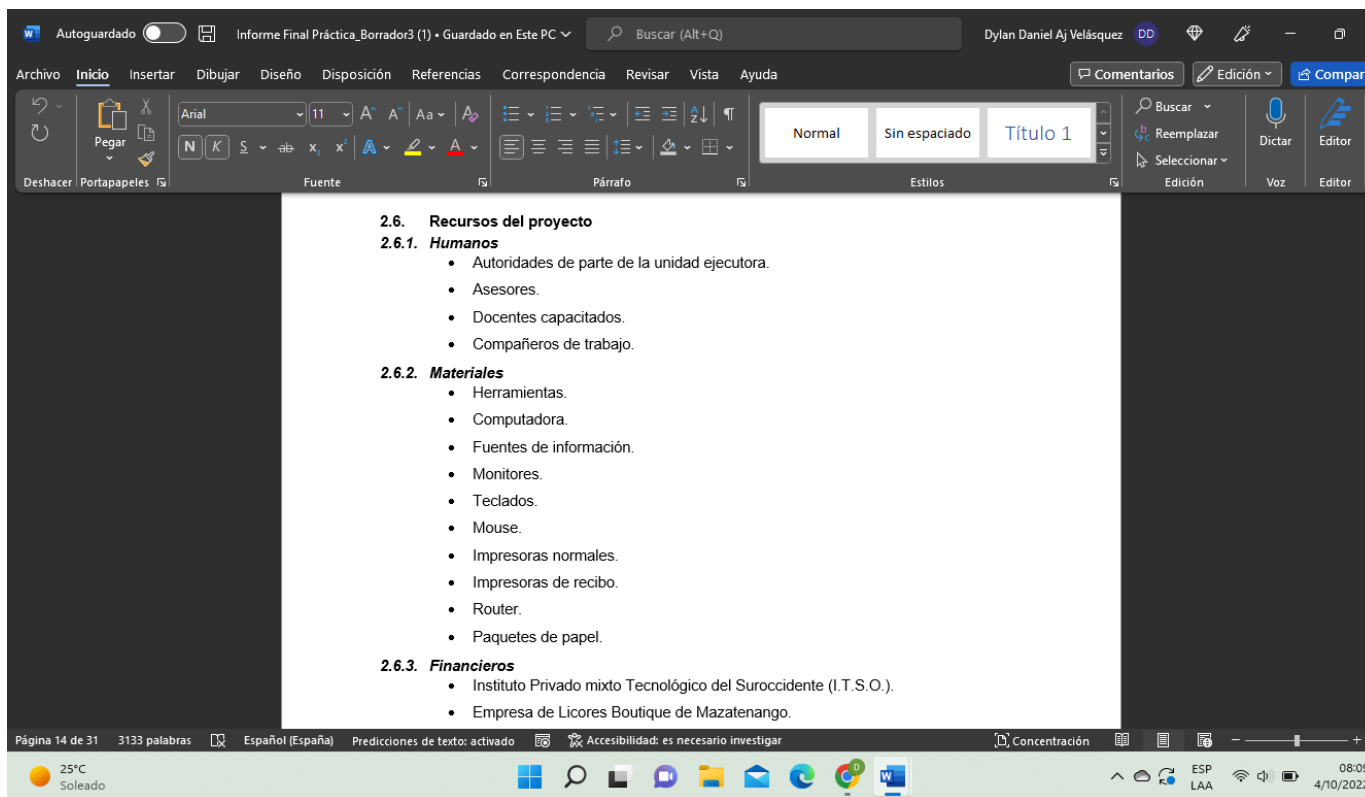 Autoguardado
Informe Final Práctica_Borrador3 (1) • Guardado en Este PC
Buscar (Alt+Q)
Dylan Daniel Aj Velásquez
DD
Archivo Inicio Insertar Dibujar Diseño Disposición Referencias Correspondencia Revisar Vista Ayuda
Comentarios
Edición
Compar
Pegar
Arial
11
Aa
N K S ab x, x² A A
Normal
Sin espaciado
Título 1
Buscar
Reemplazar
Seleccionar
Dictar
Editor
Deshacer
Portapapeles
Fuente
Párrafo
Estilos
Edición
Voz
Editor
2.6. Recursos del proyecto
2.6.1. Humanos
• Autoridades de parte de la unidad ejecutora.
• Asesores.
• Docentes capacitados.
• Compañeros de trabajo.
2.6.2. Materiales
• Herramientas.
• Computadora.
• Fuentes de información.
• Monitores.
• Teclados.
• Mouse.
• Impresoras normales.
• Impresoras de recibo.
• Router.
• Paquetes de papel.
2.6.3. Financieros
• Instituto Privado mixto Tecnológico del Suroccidente (I.T.S.O.).
• Empresa de Licores Boutique de Mazatenango.
Página 14 de 31
3133 palabras
Español (España)
Predicciones de texto: activado
Accesibilidad: es necesario investigar
Concentración
25°C
Soleado
ESP
LAA
08:09